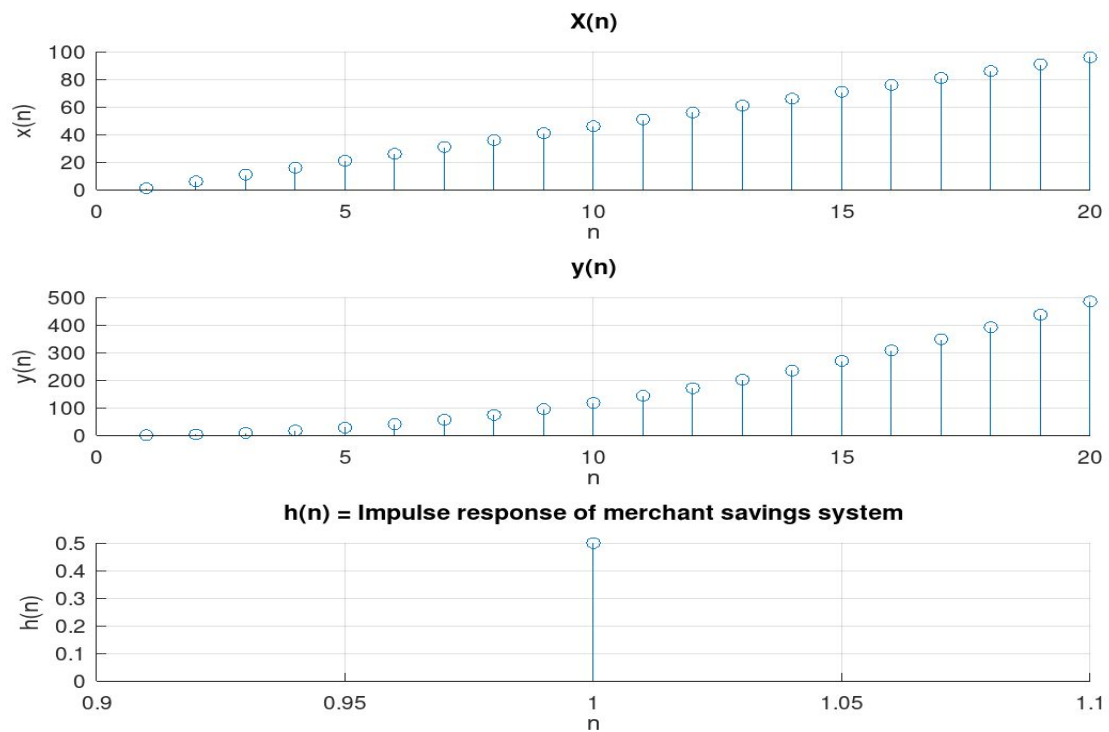 X(n)
100
80
60
40
20
0
x(n)
0 5 10 15 20
n
y(n)
500
400
300
200
100
0
y(n)
0 5 10 15 20
n
h(n) = Impulse response of merchant savings system
0.5
0.4
0.3
0.2
0.1
0
h(n)
0.9 0.95 1 1.05 1.1
n